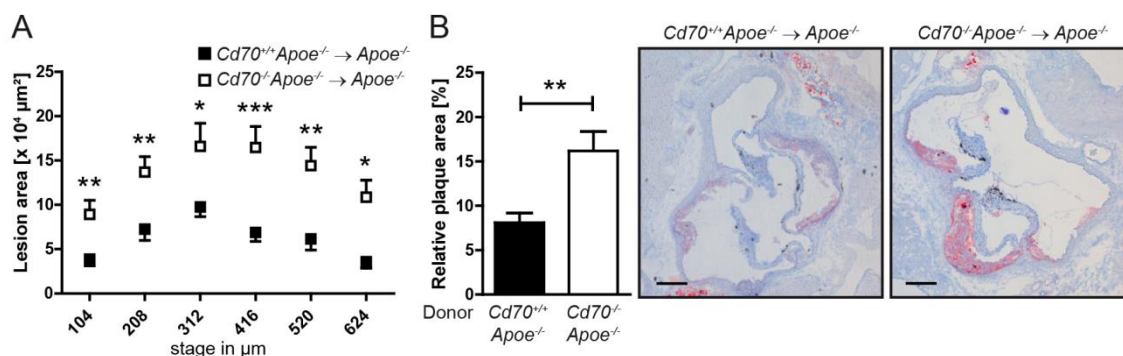 A
Cd70+/+Apoe-/- → Apoe-/-
Cd70-/-Apoe-/- → Apoe-/-
Lesion area [x 10⁴ µm²]
25
20
15
10
5
0
**
**
*
***
**
*
104
208
312
416
520
624
stage in µm
B
Relative plaque area [%]
25
20
15
10
5
0
**
Donor
Cd70+/+
Apoe-/-
Cd70-/-
Apoe-/-
Cd70+/+Apoe-/- → Apoe-/-
Cd70-/-Apoe-/- → Apoe-/-